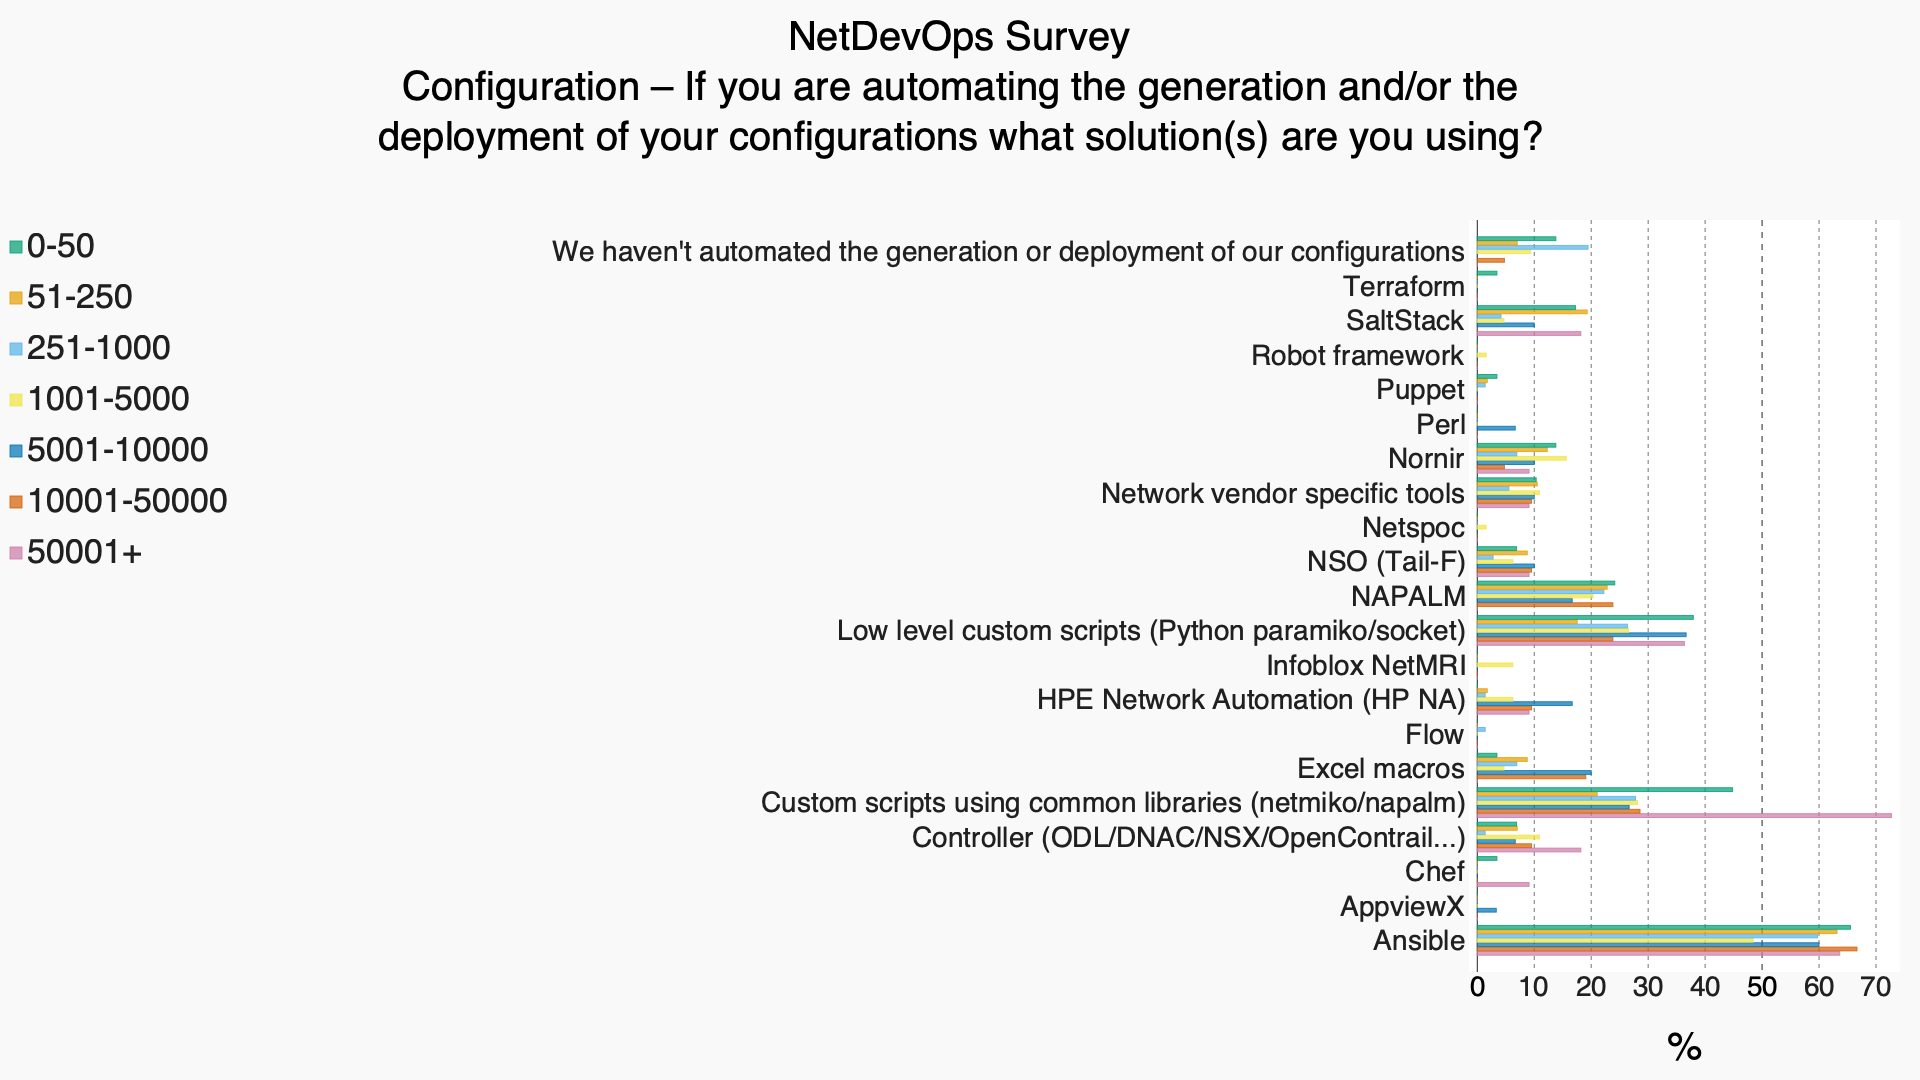 NetDevOps Survey
Configuration – If you are automating the generation and/or the
deployment of your configurations what solution(s) are you using?
0-50
51-250
251-1000
1001-5000
5001-10000
10001-50000
50001+
We haven't automated the generation or deployment of our configurations
Terraform
SaltStack
Robot framework
Puppet
Perl
Nornir
Network vendor specific tools
Netspoc
NSO (Tail-F)
NAPALM
Low level custom scripts (Python paramiko/socket)
Infoblox NetMRI
HPE Network Automation (HP NA)
Flow
Excel macros
Custom scripts using common libraries (netmiko/napalm)
Controller (ODL/DNAC/NSX/OpenContrail...)
Chef
AppviewX
Ansible
0 10 20 30 40 50 60 70
%